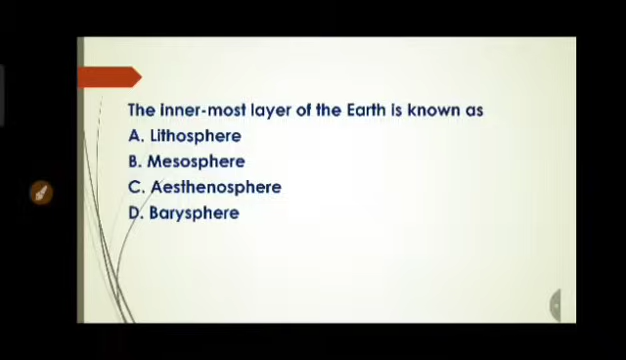 The inner-most layer of the Earth is known as
A. Lithosphere
B. Mesosphere
C. Aesthenosphere
D. Barysphere